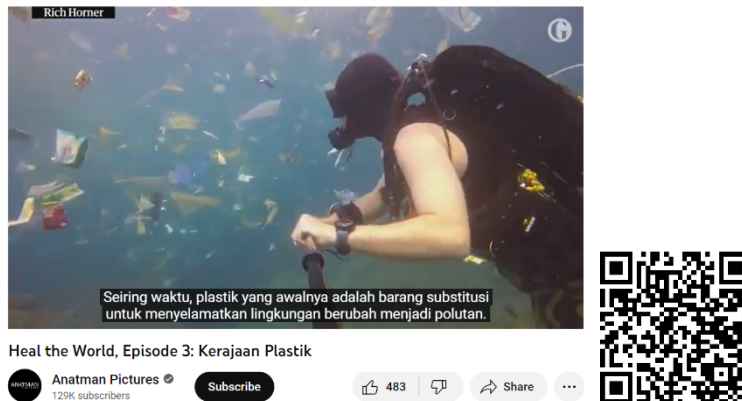 Rich Horner
Seiring waktu, plastik yang awalnya adalah barang substitusi
untuk menyelamatkan lingkungan berubah menjadi polutan.
Heal the World, Episode 3: Kerajaan Plastik
ANATMAN
Anatman Pictures
129K subscribers
Subscribe
483
Share